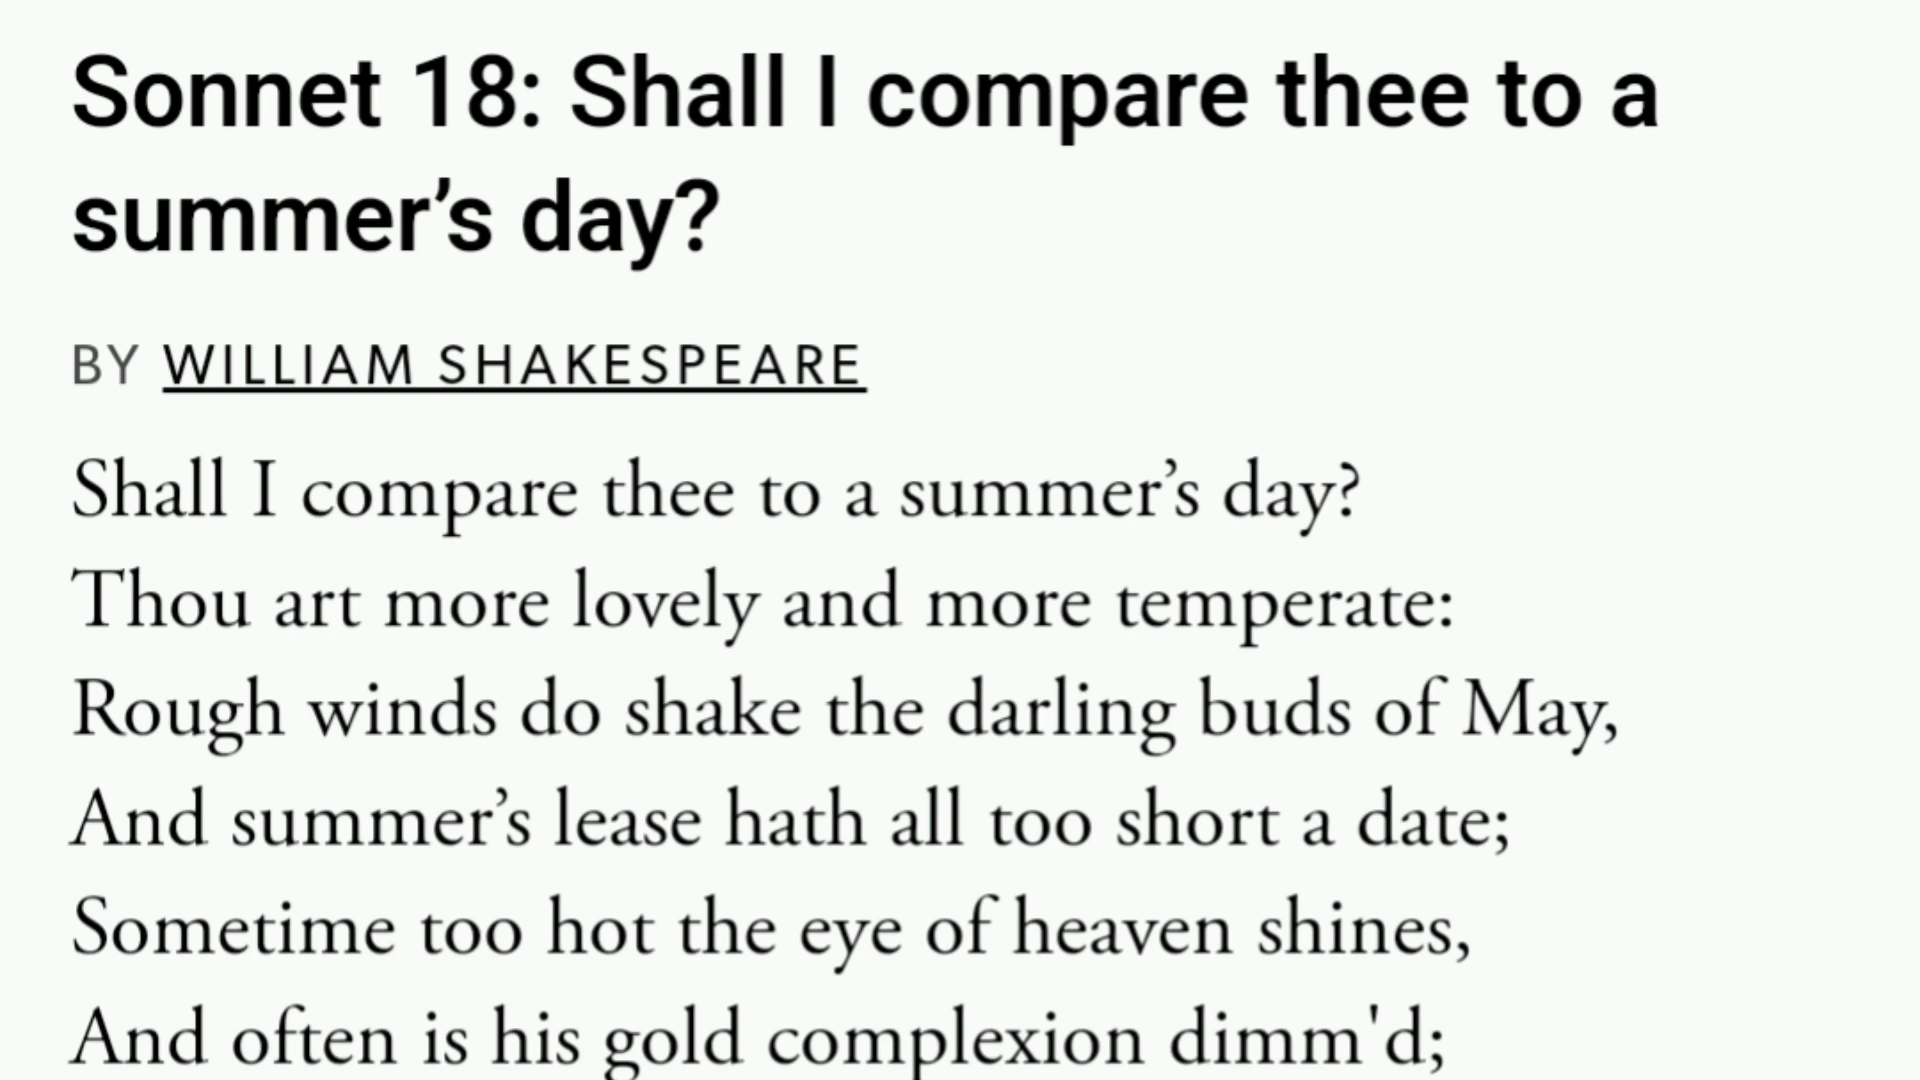 Sonnet 18: Shall I compare thee to a
summer’s day?
BY WILLIAM SHAKESPEARE
Shall I compare thee to a summer’s day?
Thou art more lovely and more temperate:
Rough winds do shake the darling buds of May,
And summer’s lease hath all too short a date;
Sometime too hot the eye of heaven shines,
And often is his gold complexion dimm'd;